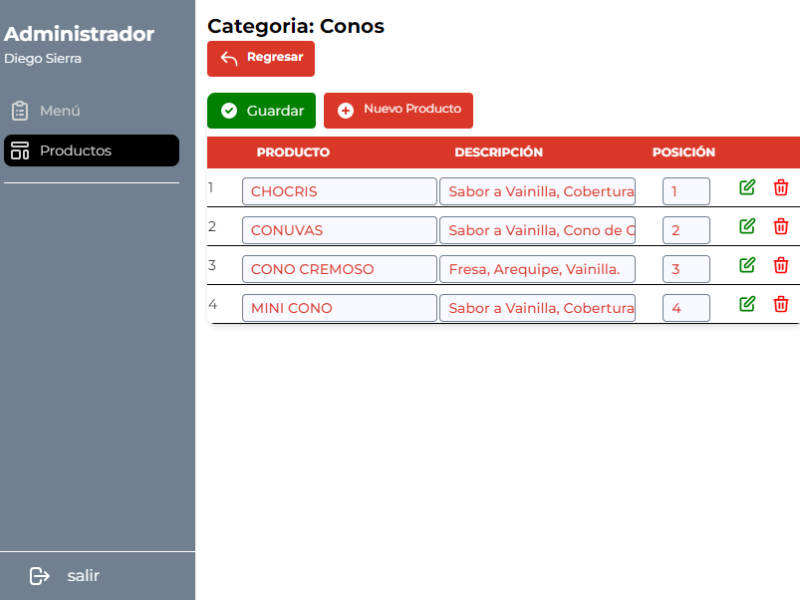 Administrador
Diego Sierra
Menú
Productos
salir
Categoria: Conos
Regresar
Guardar Nuevo Producto
PRODUCTO DESCRIPCIÓN POSICIÓN
1 CHOCRIS Sabor a Vainilla, Cobertura 1
2 CONUVAS Sabor a Vainilla, Cono de C 2
3 CONO CREMOSO Fresa, Arequipe, Vainilla. 3
4 MINI CONO Sabor a Vainilla, Cobertura 4